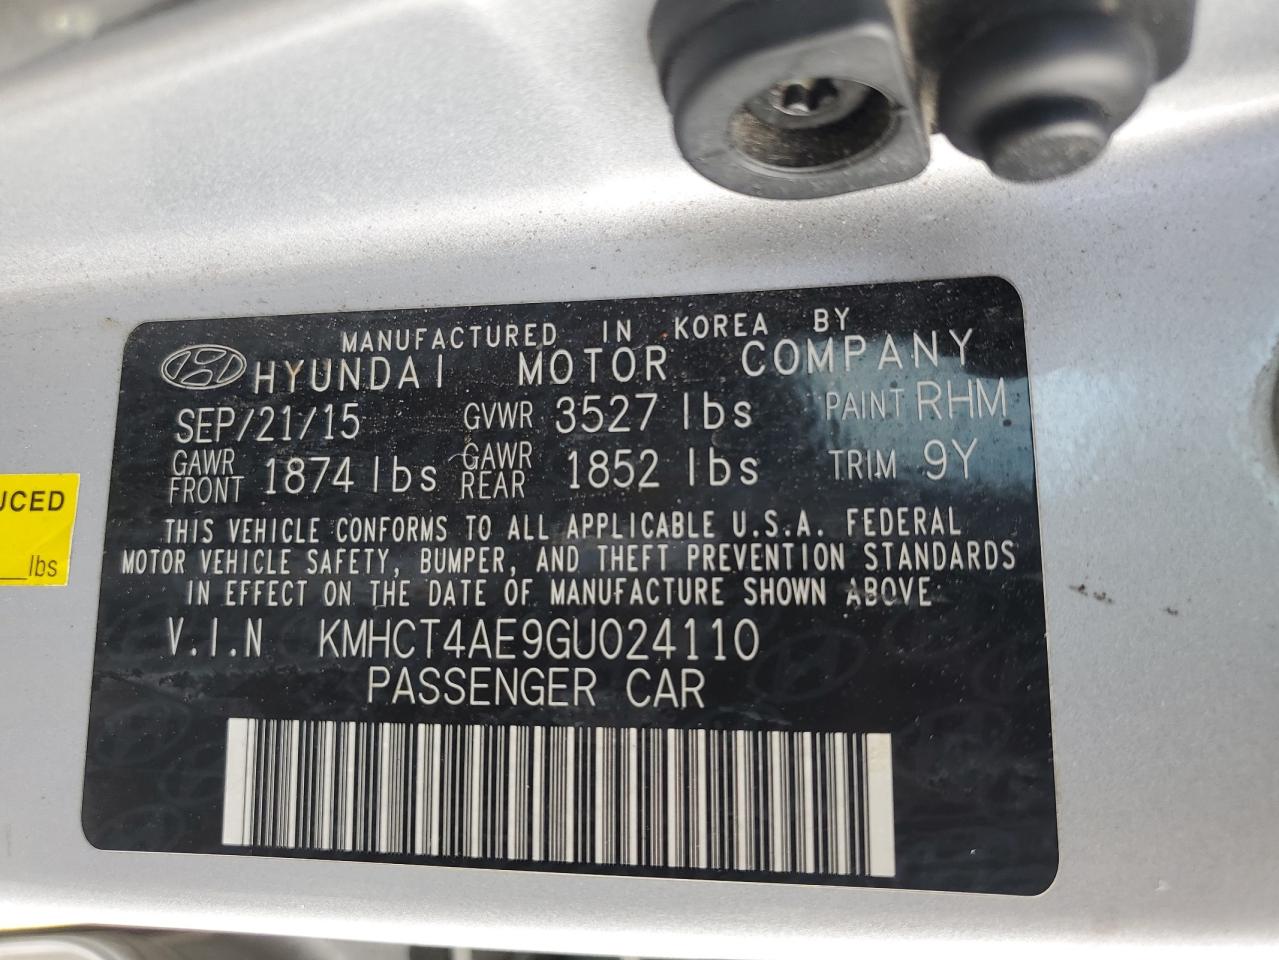 MANUFACTURED IN KOREA BY
HYUNDAI MOTOR COMPANY
SEP/21/15 GVWR 3527 lbs PAINT RHM
GAWR FRONT 1874 lbs GAWR REAR 1852 lbs TRIM 9Y
THIS VEHICLE CONFORMS TO ALL APPLICABLE U.S.A. FEDERAL
MOTOR VEHICLE SAFETY, BUMPER, AND THEFT PREVENTION STANDARDS
IN EFFECT ON THE DATE OF MANUFACTURE SHOWN ABOVE
V.I.N KMHCT4AE9GU024110
PASSENGER CAR
lbs